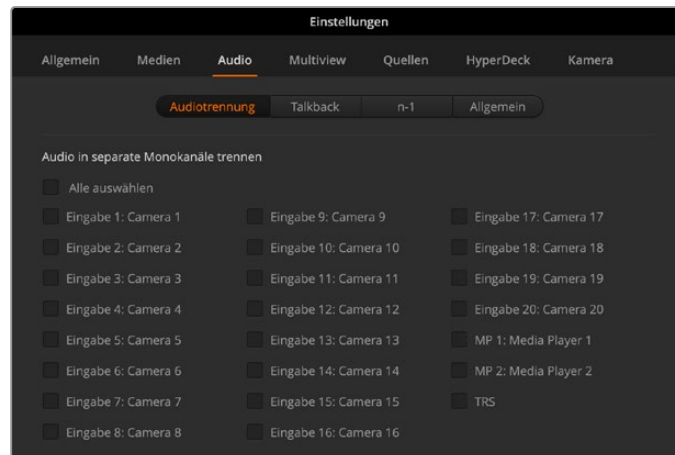 Einstellungen
Allgemein Medien Audio Multiview Quellen HyperDeck Kamera
Audiotrennung Talkback n-1 Allgemein
Audio in separate Monokanäle trennen
Alle auswählen
Eingabe 1: Camera 1 Eingabe 9: Camera 9 Eingabe 17: Camera 17
Eingabe 2: Camera 2 Eingabe 10: Camera 10 Eingabe 18: Camera 18
Eingabe 3: Camera 3 Eingabe 11: Camera 11 Eingabe 19: Camera 19
Eingabe 4: Camera 4 Eingabe 12: Camera 12 Eingabe 20: Camera 20
Eingabe 5: Camera 5 Eingabe 13: Camera 13 MP 1: Media Player 1
Eingabe 6: Camera 6 Eingabe 14: Camera 14 MP 2: Media Player 2
Eingabe 7: Camera 7 Eingabe 15: Camera 15 TRS
Eingabe 8: Camera 8 Eingabe 16: Camera 16